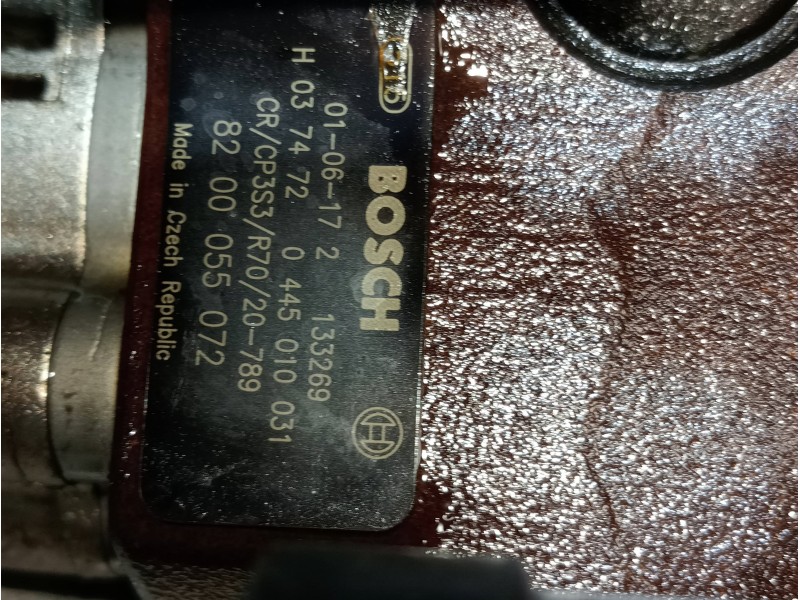 BOSCH
01-06-17 2 133269
H 03 74 72 0 445 010 031
CR/CP3S3/R70/20-789
82 00 055 072
Made in Czech Republic